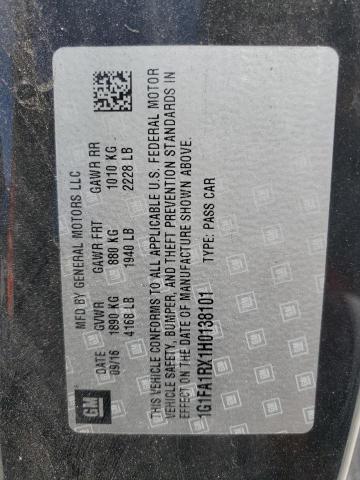 GM
MFD BY GENERAL MOTORS LLC
DATE GVWR GAWR FRT GAWR RR
09/16 1890 KG 880 KG 1010 KG
4168 LB 1940 LB 2228 LB
THIS VEHICLE CONFORMS TO ALL APPLICABLE U.S. FEDERAL MOTOR
VEHICLE SAFETY, BUMPER, AND THEFT PREVENTION STANDARDS IN
EFFECT ON THE DATE OF MANUFACTURE SHOWN ABOVE.
1G1FA1RX1H0138101 TYPE: PASS CAR